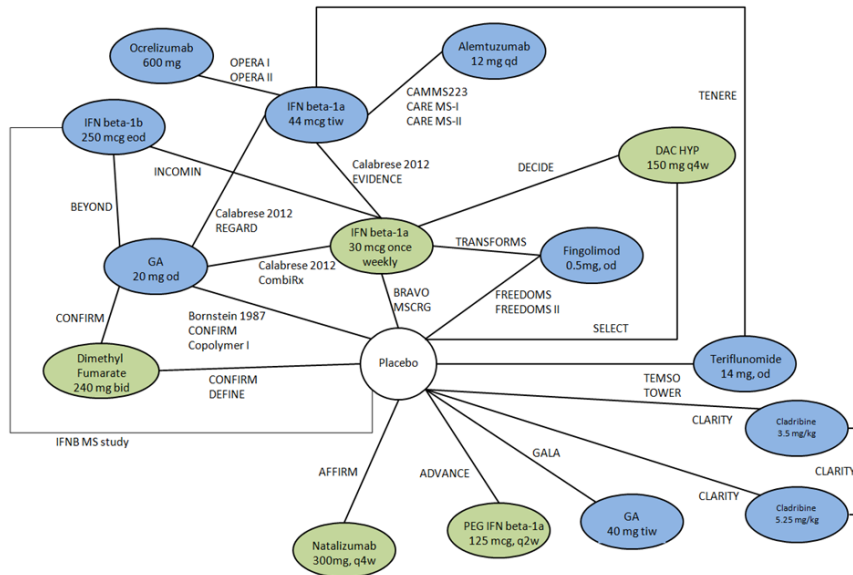 Ocrelizumab
600 mg
OPERA I
OPERA II
IFN beta-1a
44 mcg tiw
Alemtuzumab
12 mg qd
CAMMS223
CARE MS-I
CARE MS-II
TENERE
IFN beta-1b
250 mcg eod
INCOMIN
Calabrese 2012
EVIDENCE
DECIDE
DAC HYP
150 mg q4w
BEYOND
Calabrese 2012
REGARD
IFN beta-1a
30 mcg once
weekly
TRANSFORMS
Fingolimod
0.5mg, od
GA
20 mg od
Calabrese 2012
CombiRx
BRAVO
MSCRG
FREEDOMS
FREEDOMS II
SELECT
CONFIRM
Bornstein 1987
CONFIRM
Copolymer I
Dimethyl
Fumarate
240 mg bid
CONFIRM
DEFINE
Placebo
Teriflunomide
14 mg, od
TEMSO
TOWER
IFNB MS study
CLARITY
Cladribine
3.5 mg/kg
AFFIRM
ADVANCE
GALA
CLARITY
CLARITY
Cladribine
5.25 mg/kg
Natalizumab
300mg, q4w
PEG IFN beta-1a
125 mcg, q2w
GA
40 mg tiw